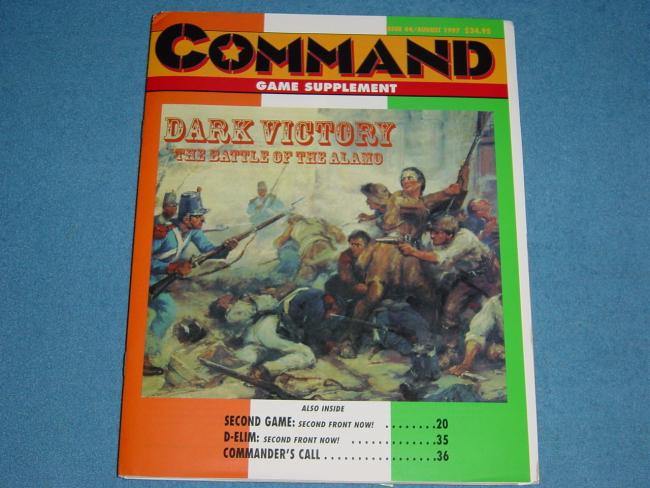 ISSUE 44/AUGUST 1997 $34.95
COMMAND
GAME SUPPLEMENT
DARK VICTORY
THE BATTLE OF THE ALAMO
ALSO INSIDE
SECOND GAME: SECOND FRONT NOW! ........20
D-ELIM: SECOND FRONT NOW! .............35
COMMANDER'S CALL..................36